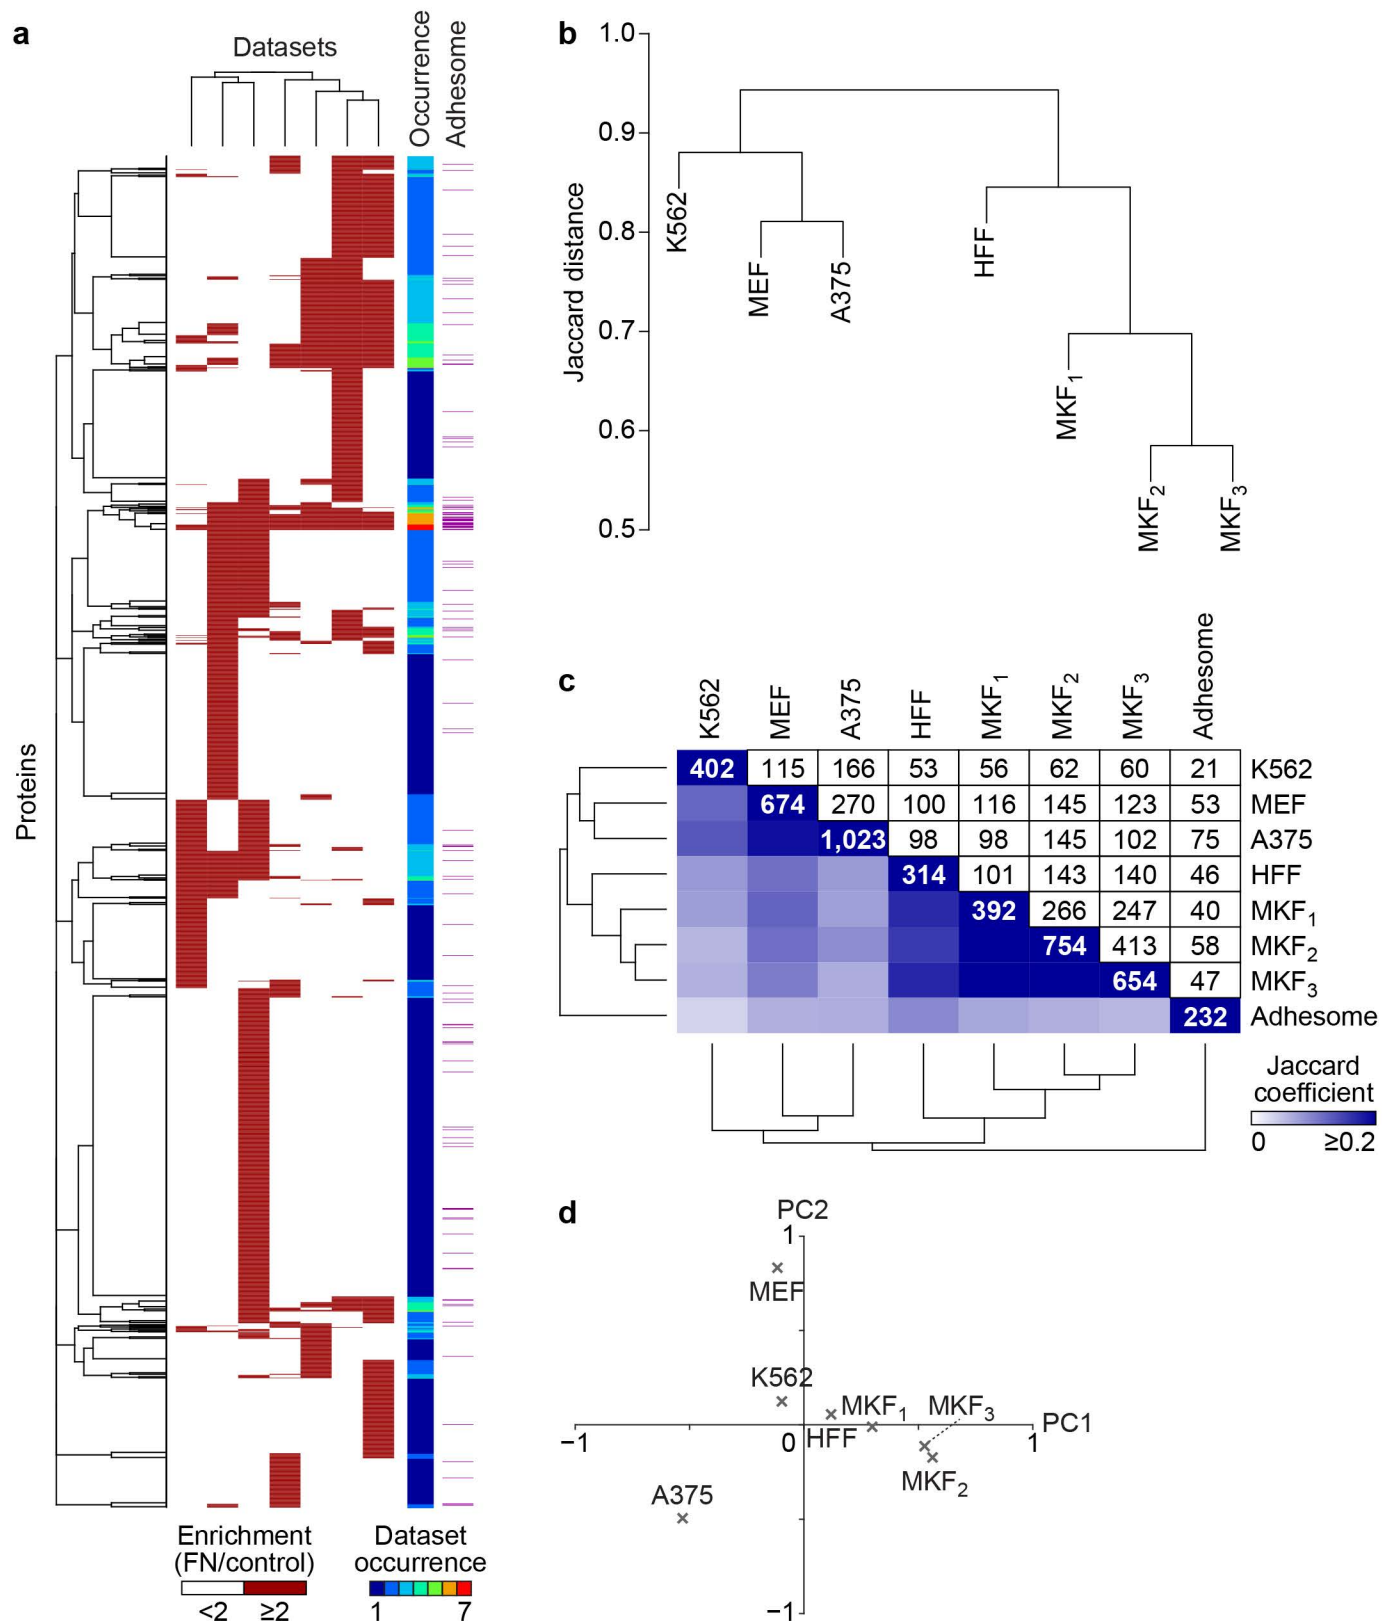 a
Datasets
Occurrence
Adhesome
Proteins
Enrichment
(FN/control)
<2 ≥2
Dataset
occurrence
1 7
b
Jaccard distance
1.0
0.9
0.8
0.7
0.6
0.5
K562
MEF
A375
HFF
MKF1
MKF2
MKF3
c
K562 MEF A375 HFF MKF1 MKF2 MKF3 Adhesome
402 115 166 53 56 62 60 21 K562
674 270 100 116 145 123 53 MEF
1,023 98 98 145 102 75 A375
314 101 143 140 46 HFF
392 266 247 40 MKF1
754 413 58 MKF2
654 47 MKF3
232 Adhesome
Jaccard
coefficient
0 ≥0.2
d
PC2
1
MEF
K562
MKF1 MKF3
PC1
−1 0 HFF 1
MKF2
A375
−1